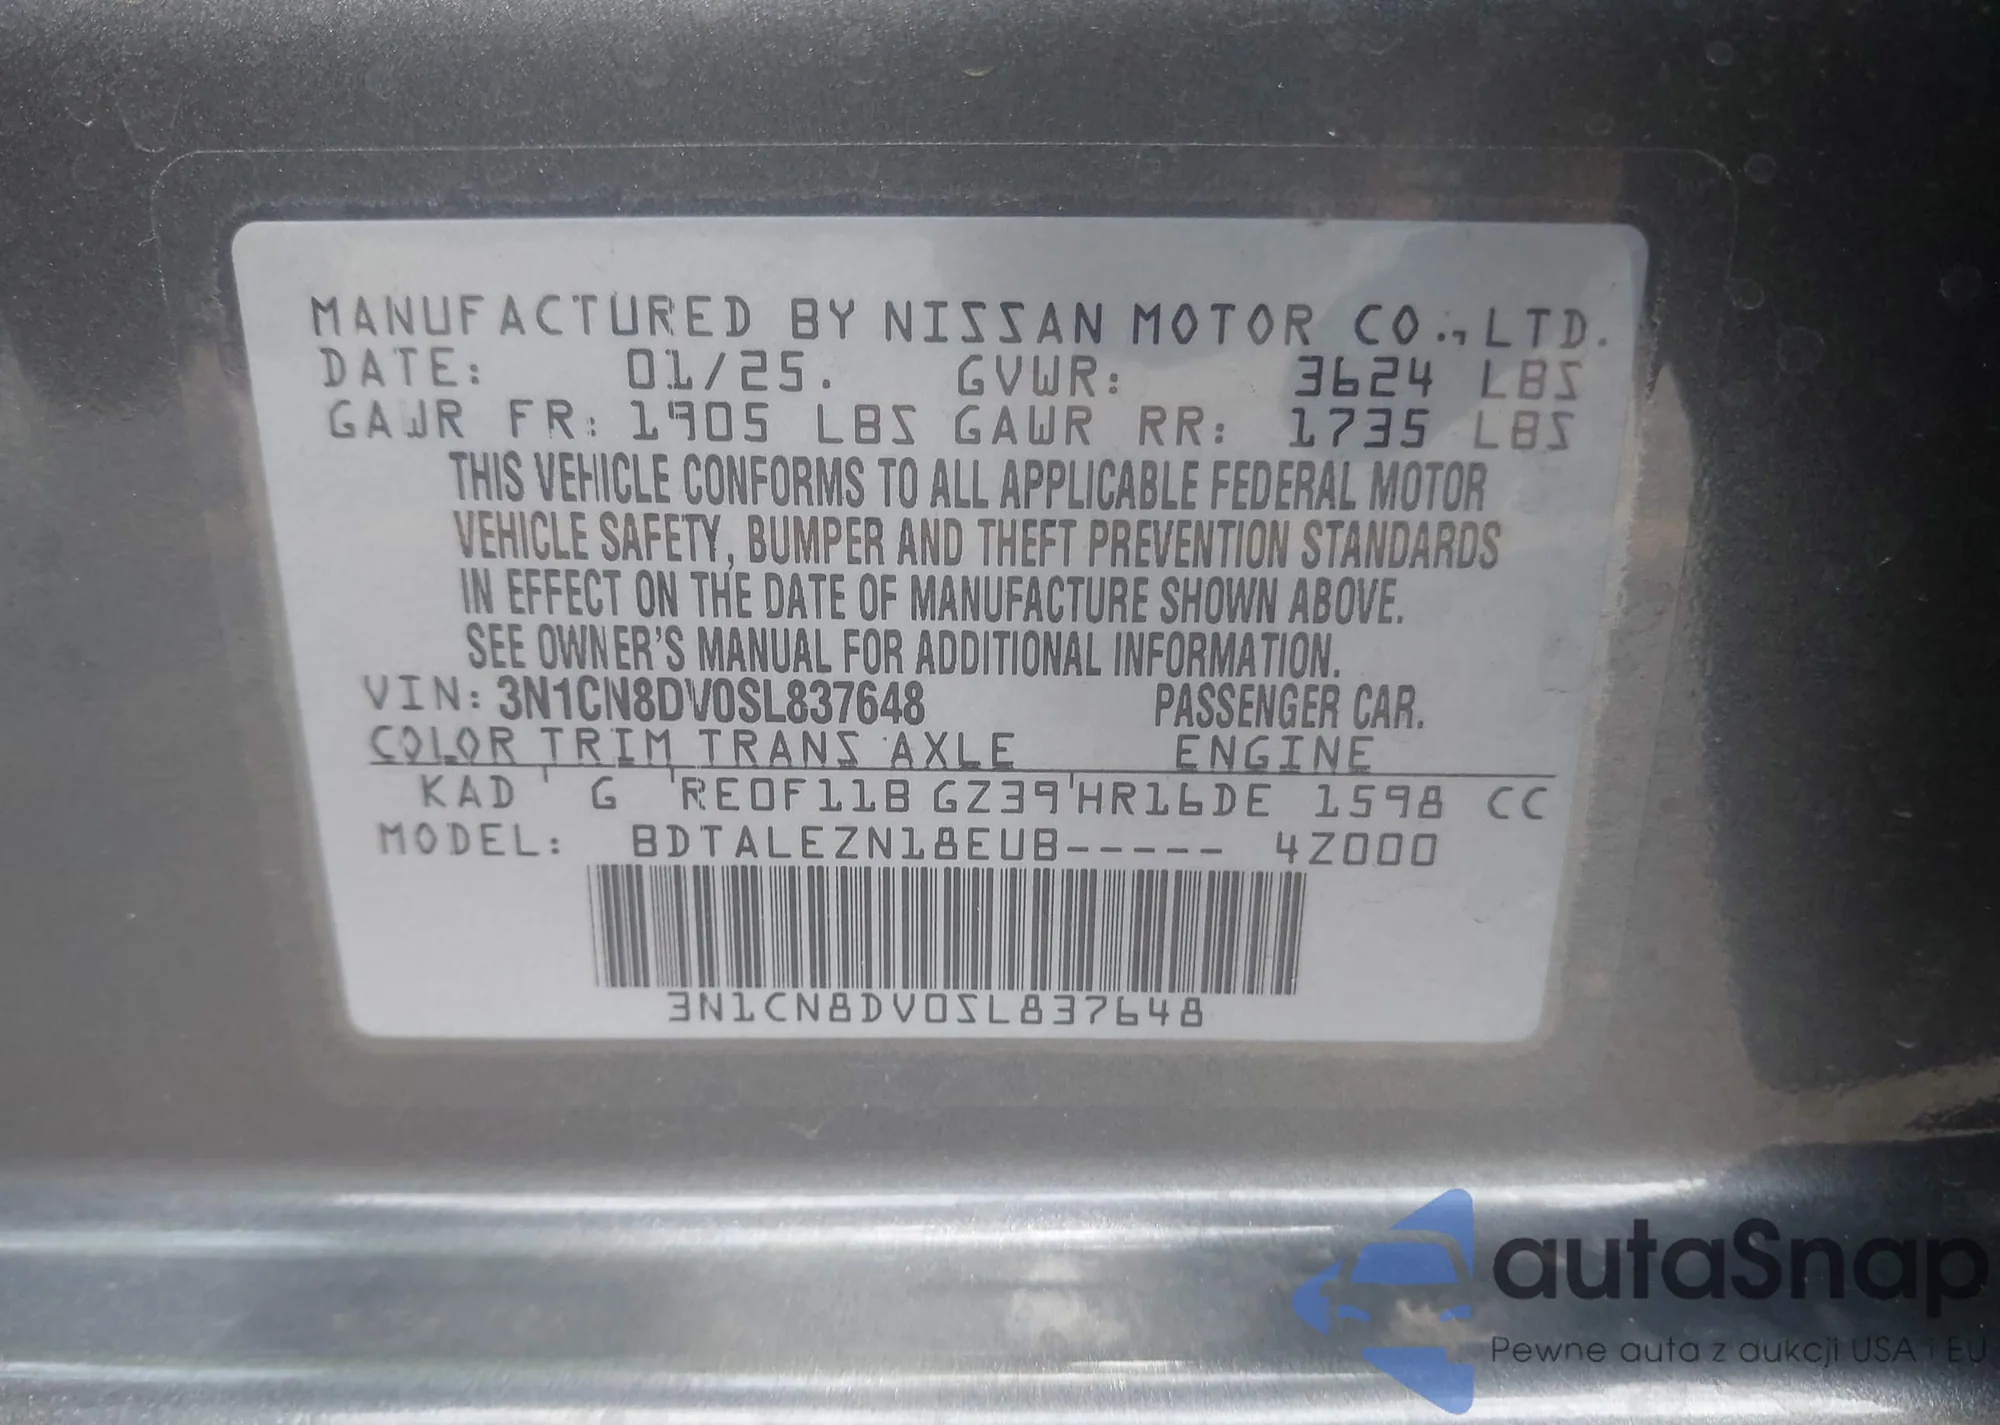 MANUFACTURED BY NISSAN MOTOR CO., LTD.
DATE: 01/25. GVWR: 3624 LBS
GAWR FR: 1905 LBS GAWR RR: 1735 LBS
THIS VEHICLE CONFORMS TO ALL APPLICABLE FEDERAL MOTOR
VEHICLE SAFETY, BUMPER AND THEFT PREVENTION STANDARDS
IN EFFECT ON THE DATE OF MANUFACTURE SHOWN ABOVE.
SEE OWNER'S MANUAL FOR ADDITIONAL INFORMATION.
VIN: 3N1CN8DV0SL837648 PASSENGER CAR.
COLOR TRIM TRANS AXLE ENGINE
KAD G RE0F11B GZ39 HR16DE 1598 CC
MODEL: BDTALEZN18EUB----- 4Z000
3N1CN8DV0SL837648
autaSnap
Pewne auta z aukcji USA i EU